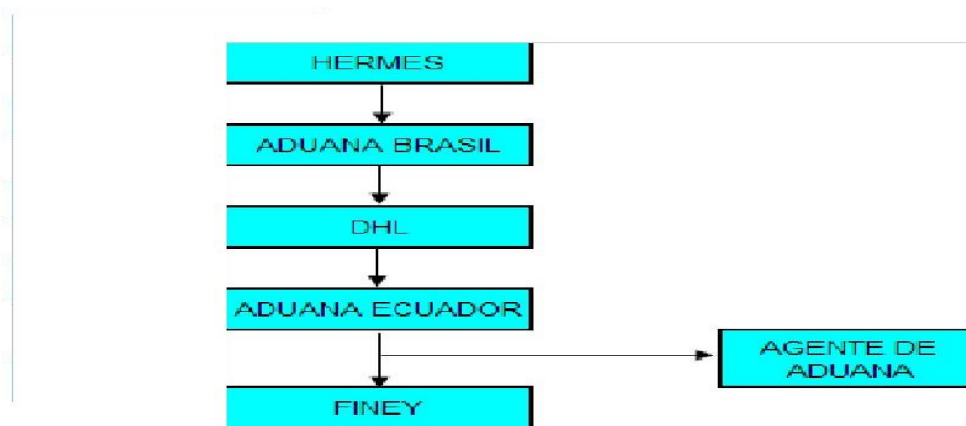 HERMES
ADUANA BRASIL
DHL
ADUANA ECUADOR
AGENTE DE
ADUANA
FINEY